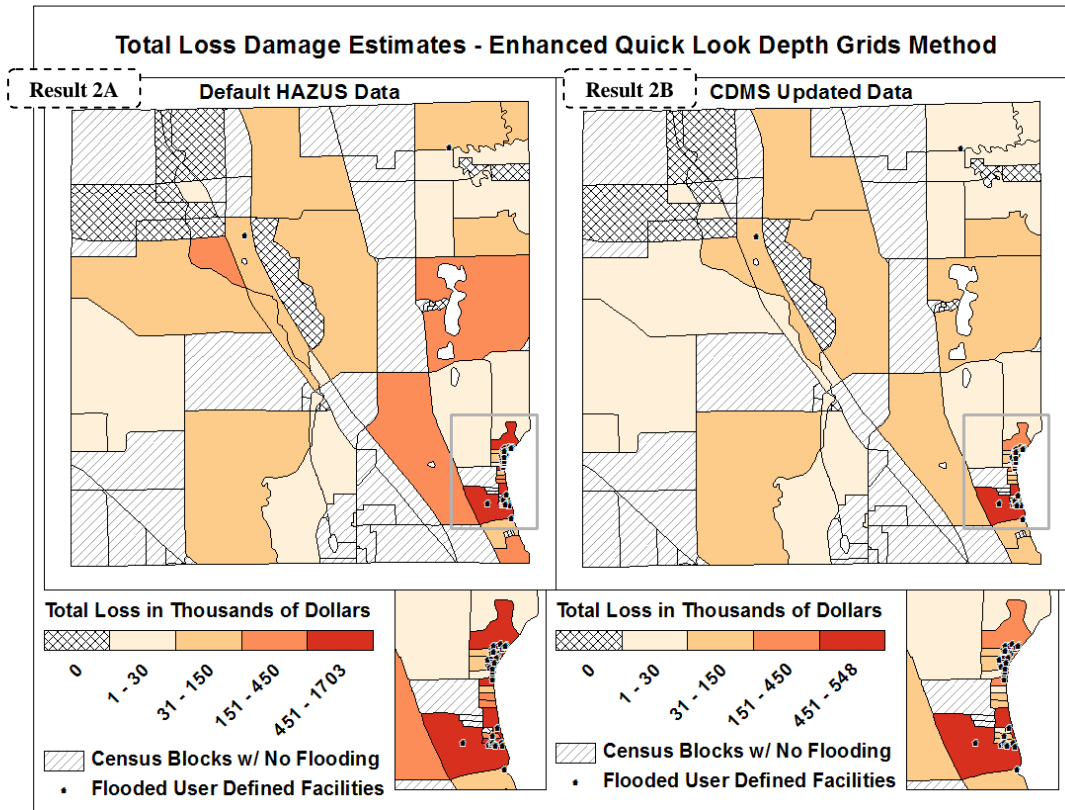 Total Loss Damage Estimates - Enhanced Quick Look Depth Grids Method
Result 2A
Default HAZUS Data
Result 2B
CDMS Updated Data
Total Loss in Thousands of Dollars
0
1 - 30
31 - 150
151 - 450
451 - 1703
Census Blocks w/ No Flooding
Flooded User Defined Facilities
Total Loss in Thousands of Dollars
0
1 - 30
31 - 150
151 - 450
451 - 548
Census Blocks w/ No Flooding
Flooded User Defined Facilities